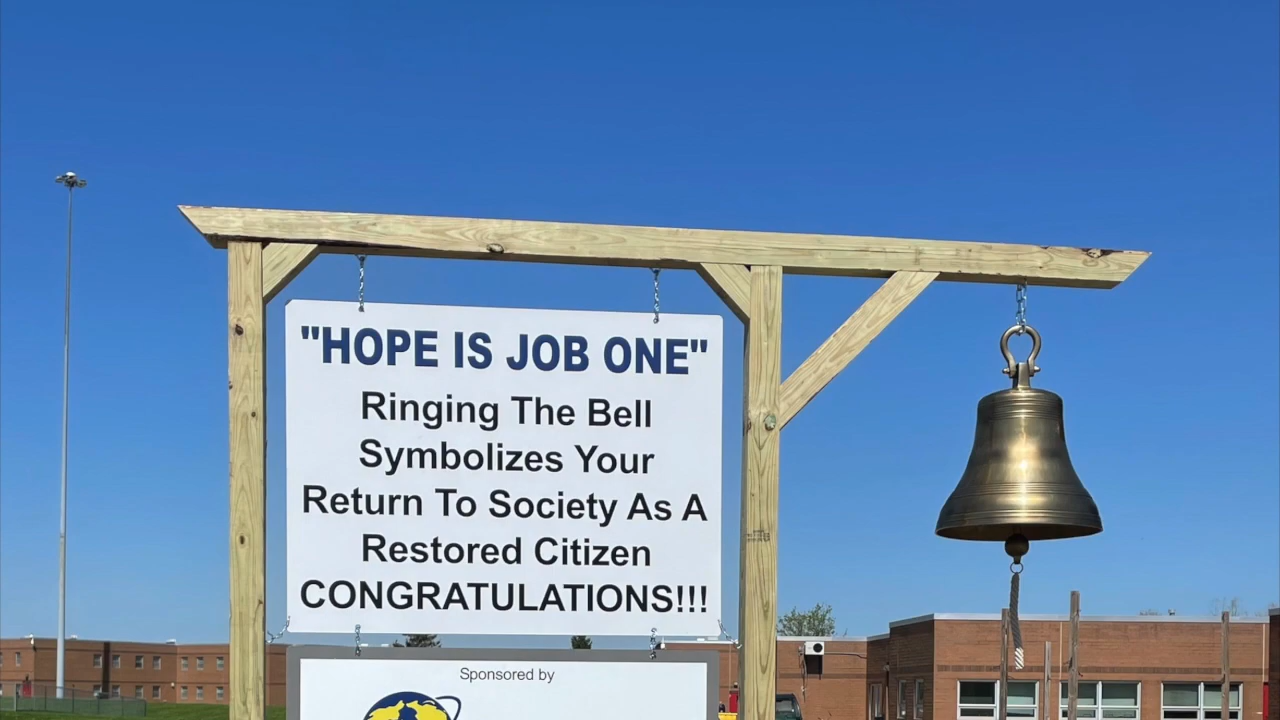 "HOPE IS JOB ONE"
Ringing The Bell
Symbolizes Your
Return To Society As A
Restored Citizen
CONGRATULATIONS!!!
Sponsored by